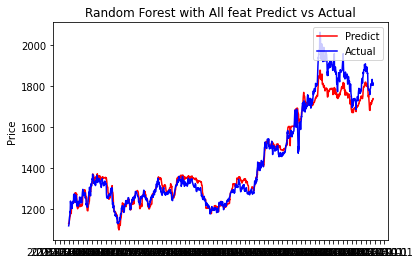 Random Forest with All feat Predict vs Actual
Predict
Actual
Price
2000
1800
1600
1400
1200